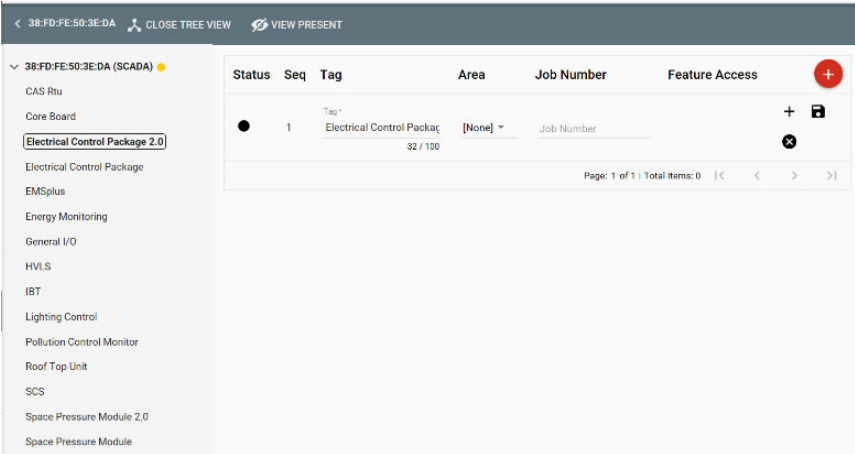 38:FD:FE:50:3E:DA CLOSE TREE VIEW VIEW PRESENT
38:FD:FE:50:3E:DA (SCADA)
CAS Rtu
Core Board
Electrical Control Package 2.0
Electrical Control Package
EMSplus
Energy Monitoring
General I/O
HVLS
IBT
Lighting Control
Pollution Control Monitor
Roof Top Unit
SCS
Space Pressure Module 2.0
Space Pressure Module
Status Seq Tag Area Job Number Feature Access
Tag*
1 Electrical Control Packag [None] Job Number
32 / 100
Page: 1 of 1 | Total Items: 0